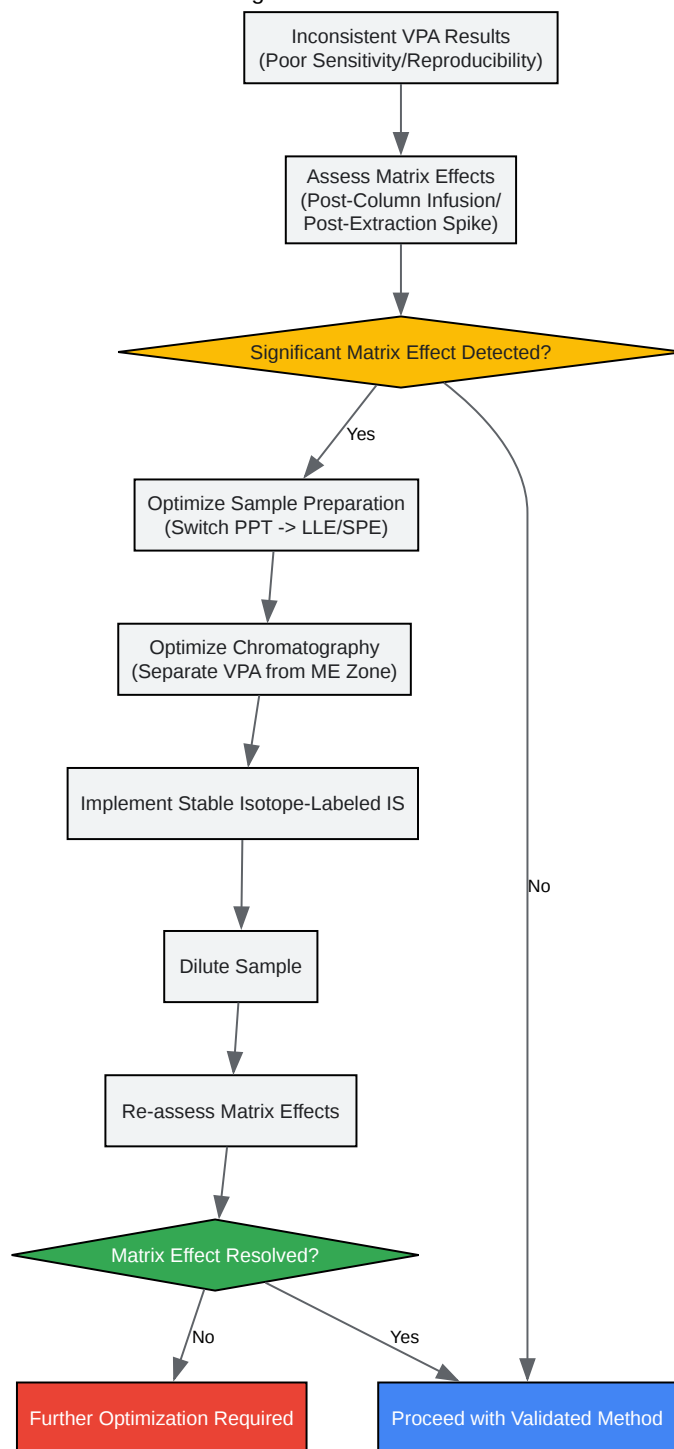 Inconsistent VPA Results
(Poor Sensitivity/Reproducibility)
Assess Matrix Effects
(Post-Column Infusion/
Post-Extraction Spike)
Significant Matrix Effect Detected?
Yes
Optimize Sample Preparation
(Switch PPT -> LLE/SPE)
Optimize Chromatography
(Separate VPA from ME Zone)
Implement Stable Isotope-Labeled IS
No
Dilute Sample
Re-assess Matrix Effects
Matrix Effect Resolved?
No
Yes
Further Optimization Required
Proceed with Validated Method